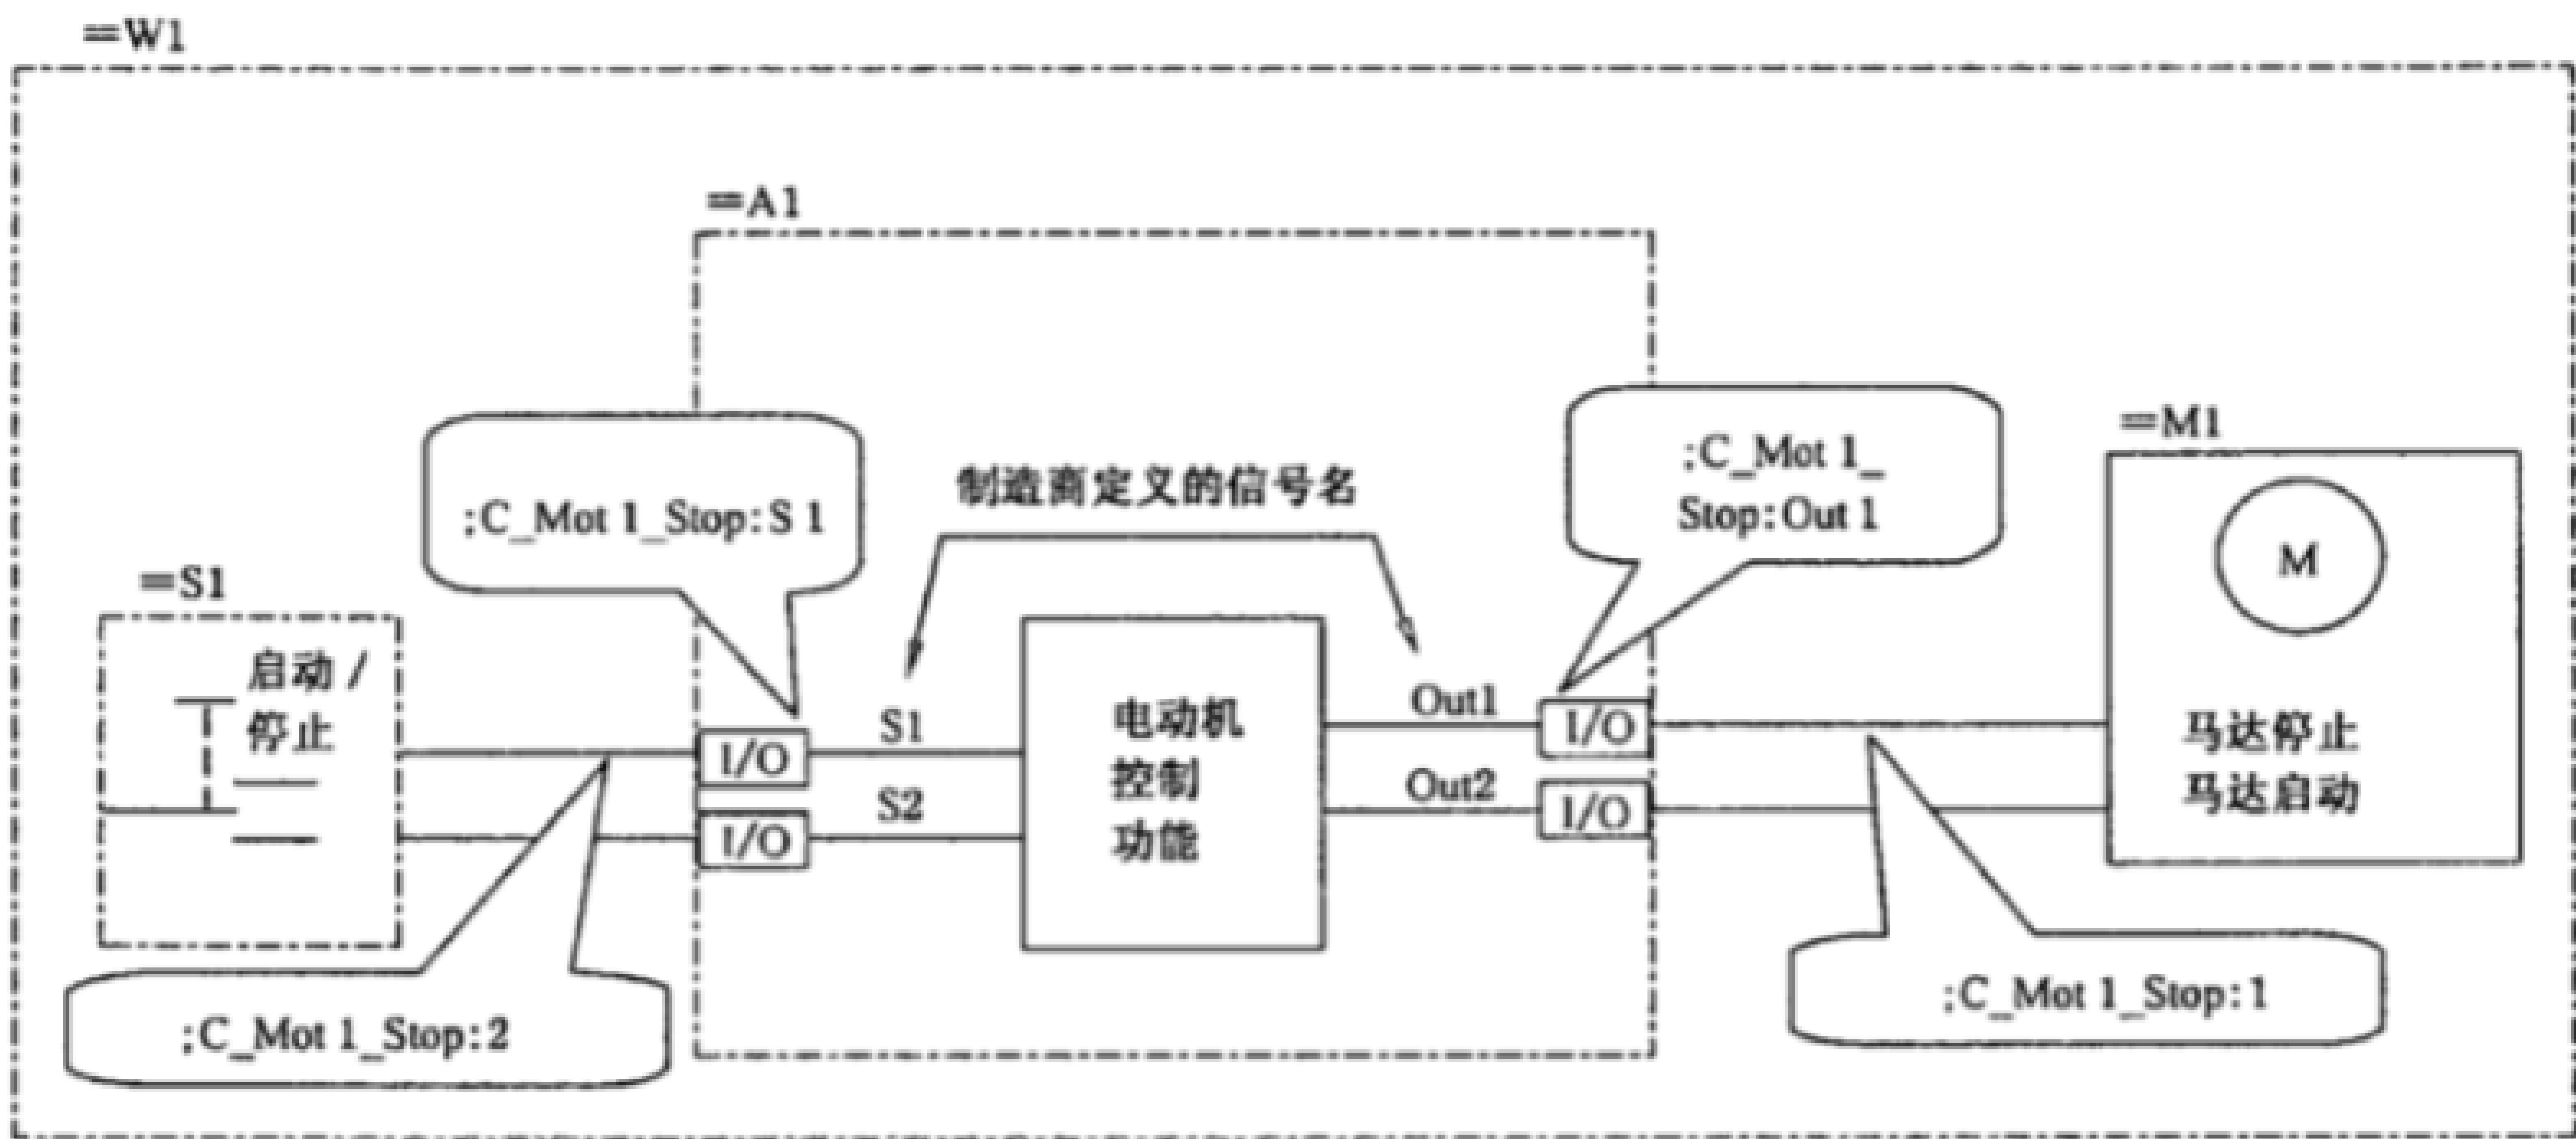 =W1
=A1
;C_Mot 1_Stop:S 1
;C_Mot 1_
Stop:Out 1
=M1
制造商定义的信号名
M
=S1
启动/
停止
S1
I/O
S2
I/O
电动机
控制
功能
Out1
I/O
Out2
I/O
马达停止
马达启动
;C_Mot 1_Stop:2
;C_Mot 1_Stop:1